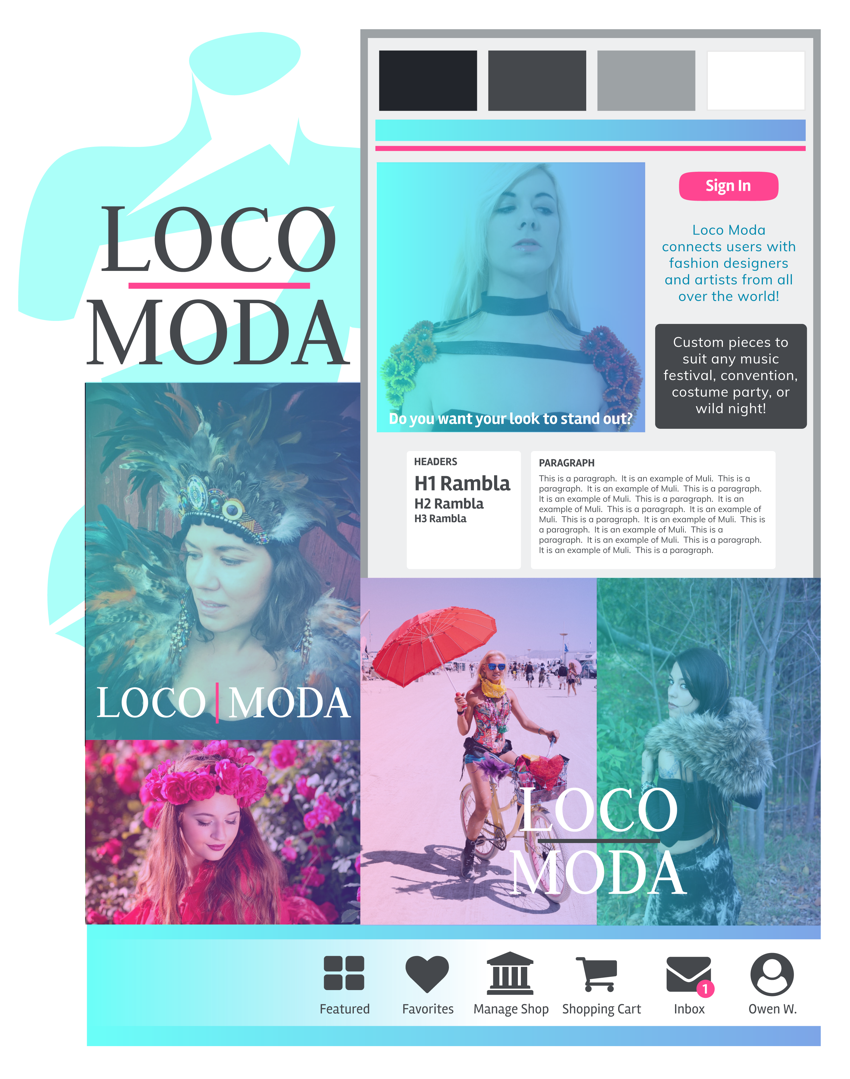 LOCO
MODA
Sign In
Loco Moda
connects users with
fashion designers
and artists from all
over the world!
Custom pieces to
suit any music
festival, convention,
costume party, or
wild night!
Do you want your look to stand out?
HEADERS
H1 Rambla
H2 Rambla
H3 Rambla
PARAGRAPH
This is a paragraph. It is an example of Muli. This is a
paragraph. It is an example of Muli. This is a paragraph.
It is an example of Muli. This is a paragraph. It is an
example of Muli. This is a paragraph. It is an example of
Muli. This is a paragraph. It is an example of Muli. This is
a paragraph. It is an example of Muli. This is a
paragraph. It is an example of Muli. This is a paragraph.
It is an example of Muli. This is a paragraph.
LOCO | MODA
LOCO
MODA
Featured
Favorites
Manage Shop
Shopping Cart
Inbox
1
Owen W.